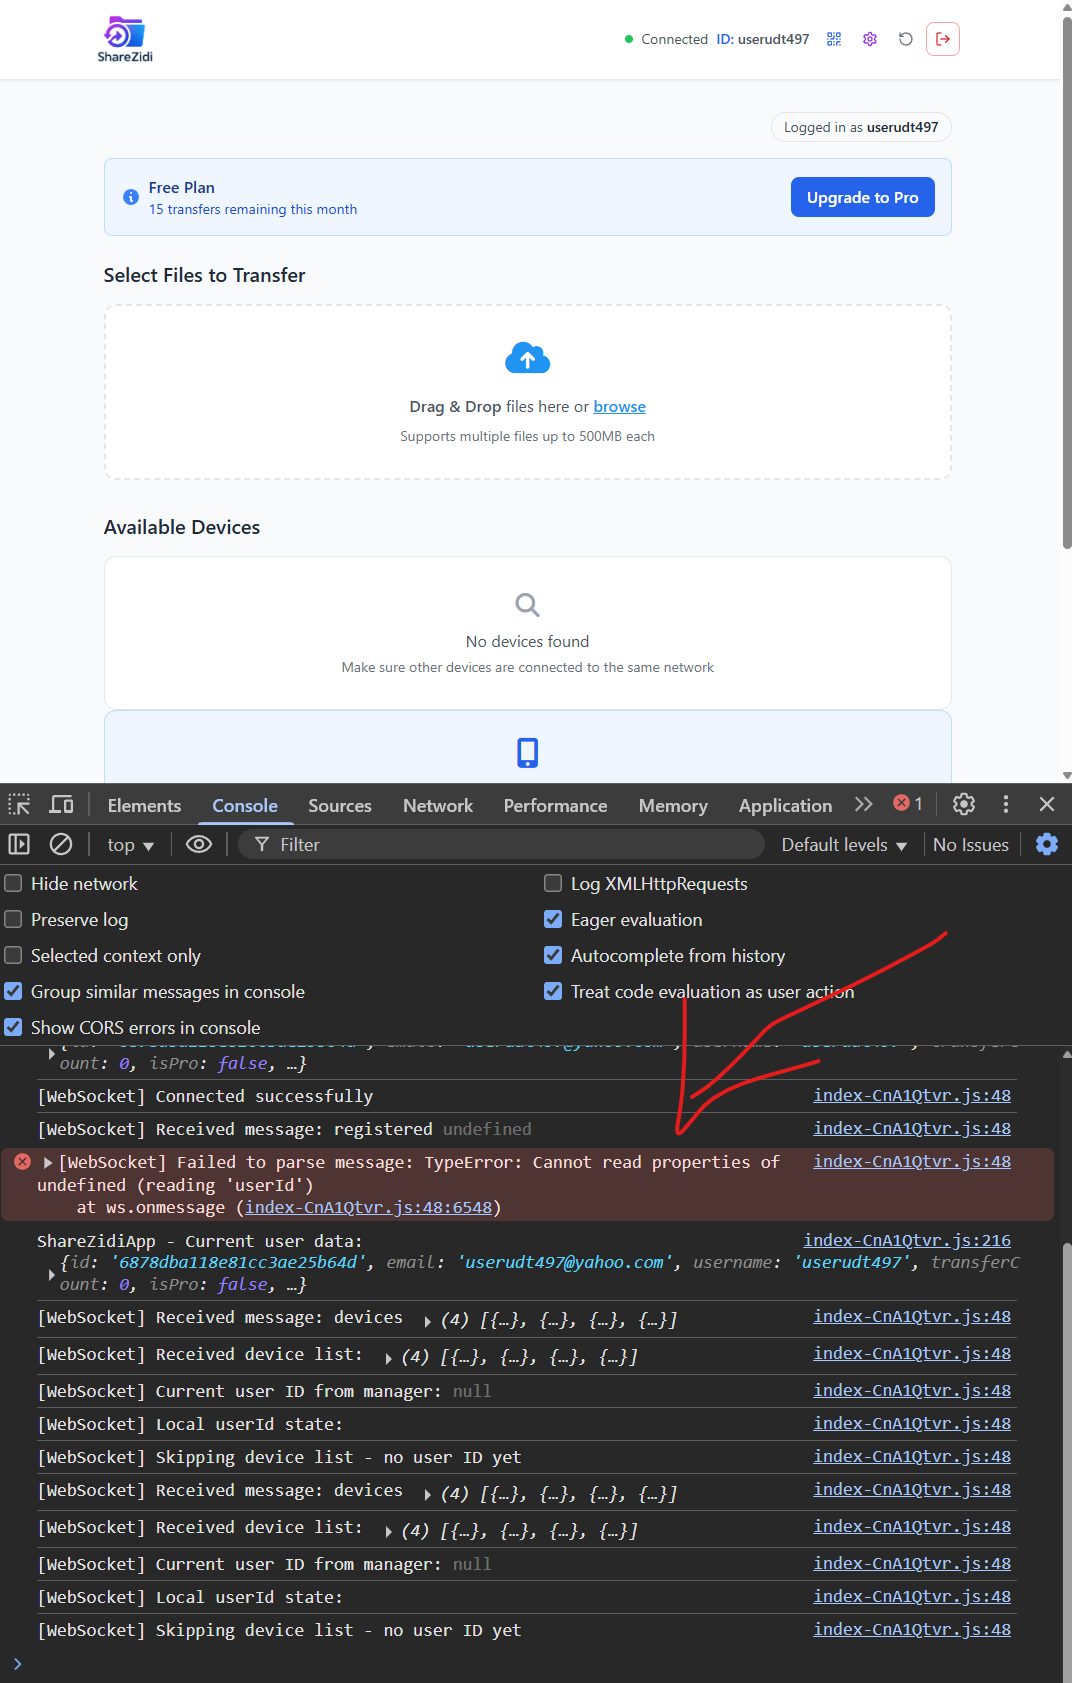 ShareZidi
Connected ID: userudt497
Logged in as userudt497
Free Plan
15 transfers remaining this month
Upgrade to Pro
Select Files to Transfer
Drag & Drop files here or browse
Supports multiple files up to 500MB each
Available Devices
No devices found
Make sure other devices are connected to the same network
Elements Console Sources Network Performance Memory Application 1
top Filter Default levels No Issues
Hide network Log XMLHttpRequests
Preserve log Eager evaluation
Selected context only Autocomplete from history
Group similar messages in console Treat code evaluation as user action
Show CORS errors in console
ount: 0, isPro: false, …}
[WebSocket] Connected successfully index-CnA1Qtvr.js:48
[WebSocket] Received message: registered undefined index-CnA1Qtvr.js:48
[WebSocket] Failed to parse message: TypeError: Cannot read properties of index-CnA1Qtvr.js:48
undefined (reading 'userId')
at ws.onmessage (index-CnA1Qtvr.js:48:6548)
ShareZidiApp - Current user data: index-CnA1Qtvr.js:216
{id: '6878dba118e81cc3ae25b64d', email: 'userudt497@yahoo.com', username: 'userudt497', transferC
ount: 0, isPro: false, …}
[WebSocket] Received message: devices (4) [{…}, {…}, {…}, {…}] index-CnA1Qtvr.js:48
[WebSocket] Received device list: (4) [{…}, {…}, {…}, {…}] index-CnA1Qtvr.js:48
[WebSocket] Current user ID from manager: null index-CnA1Qtvr.js:48
[WebSocket] Local userId state: index-CnA1Qtvr.js:48
[WebSocket] Skipping device list - no user ID yet index-CnA1Qtvr.js:48
[WebSocket] Received message: devices (4) [{…}, {…}, {…}, {…}] index-CnA1Qtvr.js:48
[WebSocket] Received device list: (4) [{…}, {…}, {…}, {…}] index-CnA1Qtvr.js:48
[WebSocket] Current user ID from manager: null index-CnA1Qtvr.js:48
[WebSocket] Local userId state: index-CnA1Qtvr.js:48
[WebSocket] Skipping device list - no user ID yet index-CnA1Qtvr.js:48